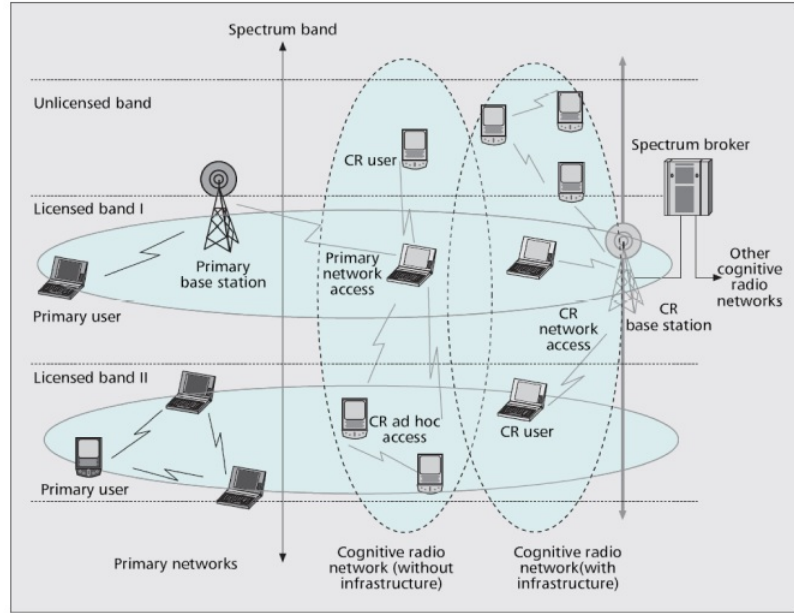 Spectrum band
Unlicensed band
CR user
Spectrum broker
Licensed band I
Primary
base station
Primary
network
access
Primary user
CR
network
access
CR
base station
Other
cognitive
radio
networks
Licensed band II
CR ad hoc
access
CR user
Primary user
Primary networks
Cognitive radio
network (without
infrastructure)
Cognitive radio
network(with
infrastructure)